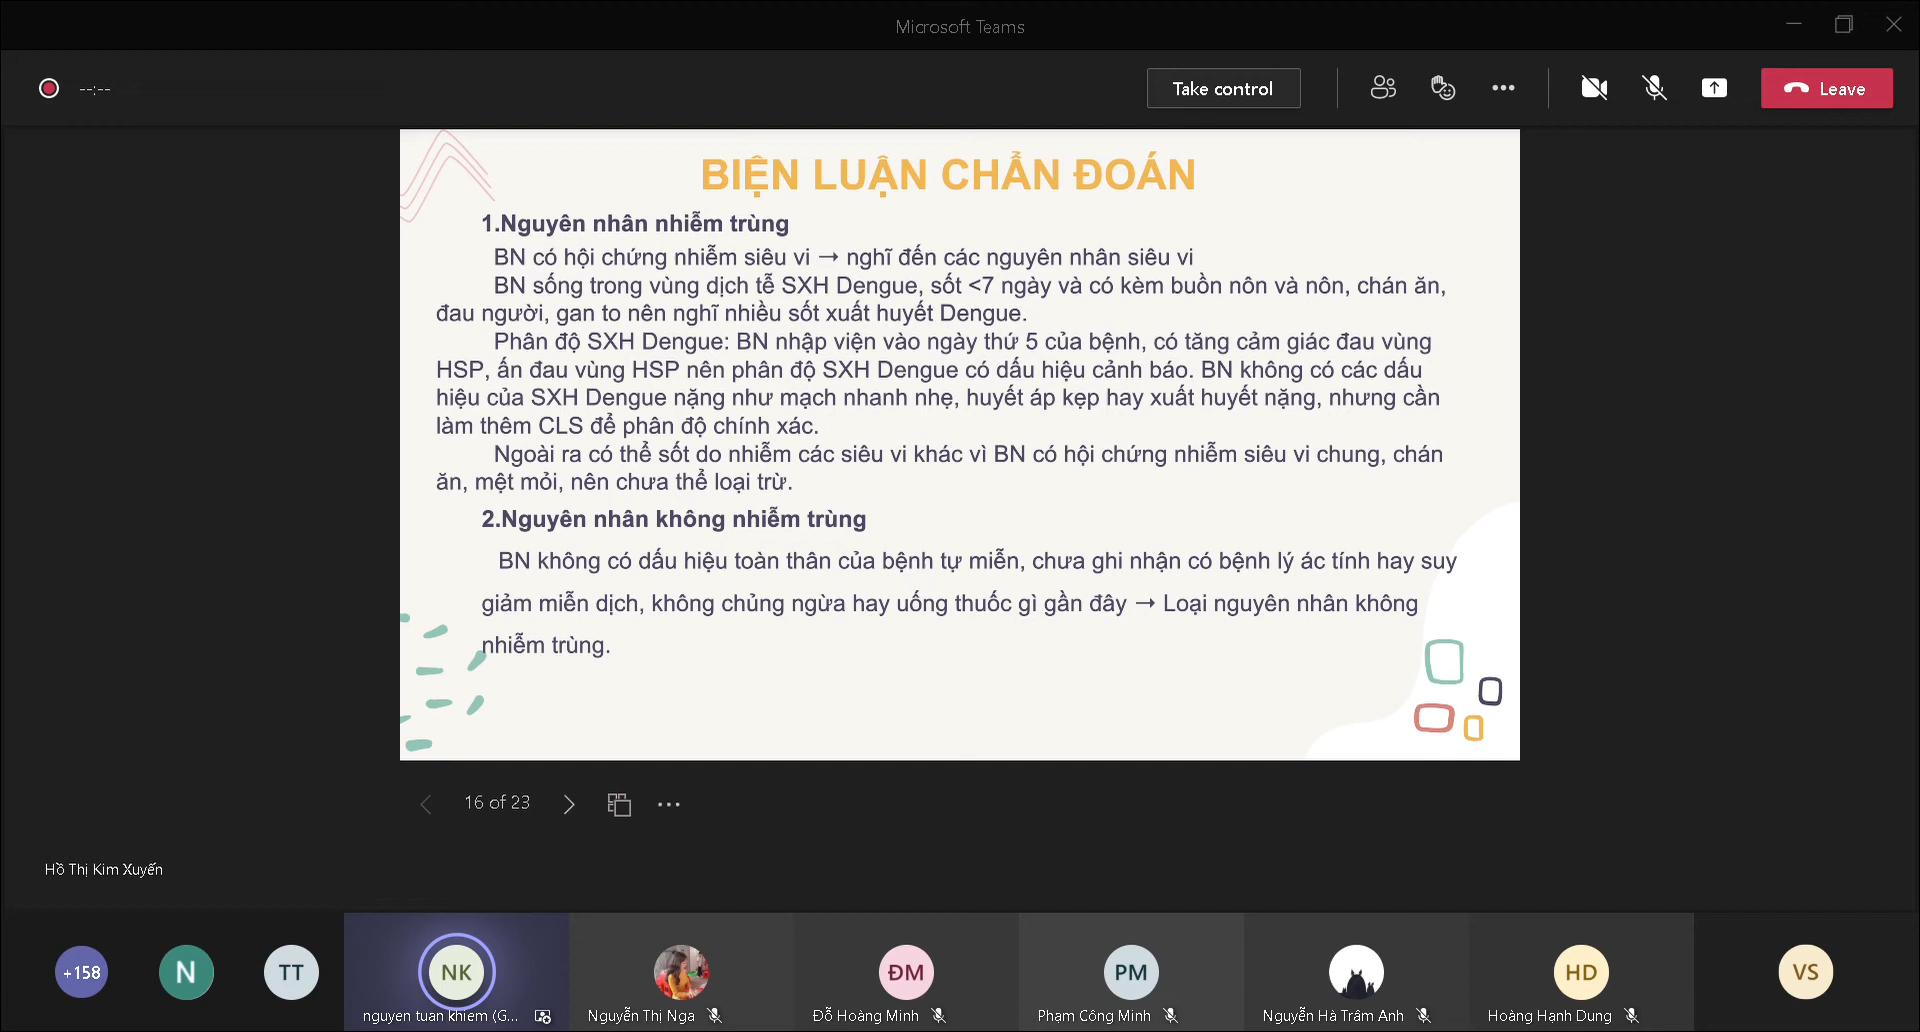 Microsoft Teams
--:--
Take control
Leave
BIỆN LUẬN CHẨN ĐOÁN
1.Nguyên nhân nhiễm trùng
BN có hội chứng nhiễm siêu vi → nghĩ đến các nguyên nhân siêu vi
BN sống trong vùng dịch tễ SXH Dengue, sốt <7 ngày và có kèm buồn nôn và nôn, chán ăn,
đau người, gan to nên nghĩ nhiều sốt xuất huyết Dengue.
Phân độ SXH Dengue: BN nhập viện vào ngày thứ 5 của bệnh, có tăng cảm giác đau vùng
HSP, ấn đau vùng HSP nên phân độ SXH Dengue có dấu hiệu cảnh báo. BN không có các dấu
hiệu của SXH Dengue nặng như mạch nhanh nhẹ, huyết áp kẹp hay xuất huyết nặng, nhưng cần
làm thêm CLS để phân độ chính xác.
Ngoài ra có thể sốt do nhiễm các siêu vi khác vì BN có hội chứng nhiễm siêu vi chung, chán
ăn, mệt mỏi, nên chưa thể loại trừ.
2.Nguyên nhân không nhiễm trùng
BN không có dấu hiệu toàn thân của bệnh tự miễn, chưa ghi nhận có bệnh lý ác tính hay suy
giảm miễn dịch, không chủng ngừa hay uống thuốc gì gần đây → Loại nguyên nhân không
nhiễm trùng.
16 of 23
Hồ Thị Kim Xuyến
+158
N
TT
NK
ĐM
PM
HD
VS
nguyen tuan khiem (G...
Nguyễn Thị Nga
Đỗ Hoàng Minh
Phạm Công Minh
Nguyễn Hà Trâm Anh
Hoàng Hạnh Dung